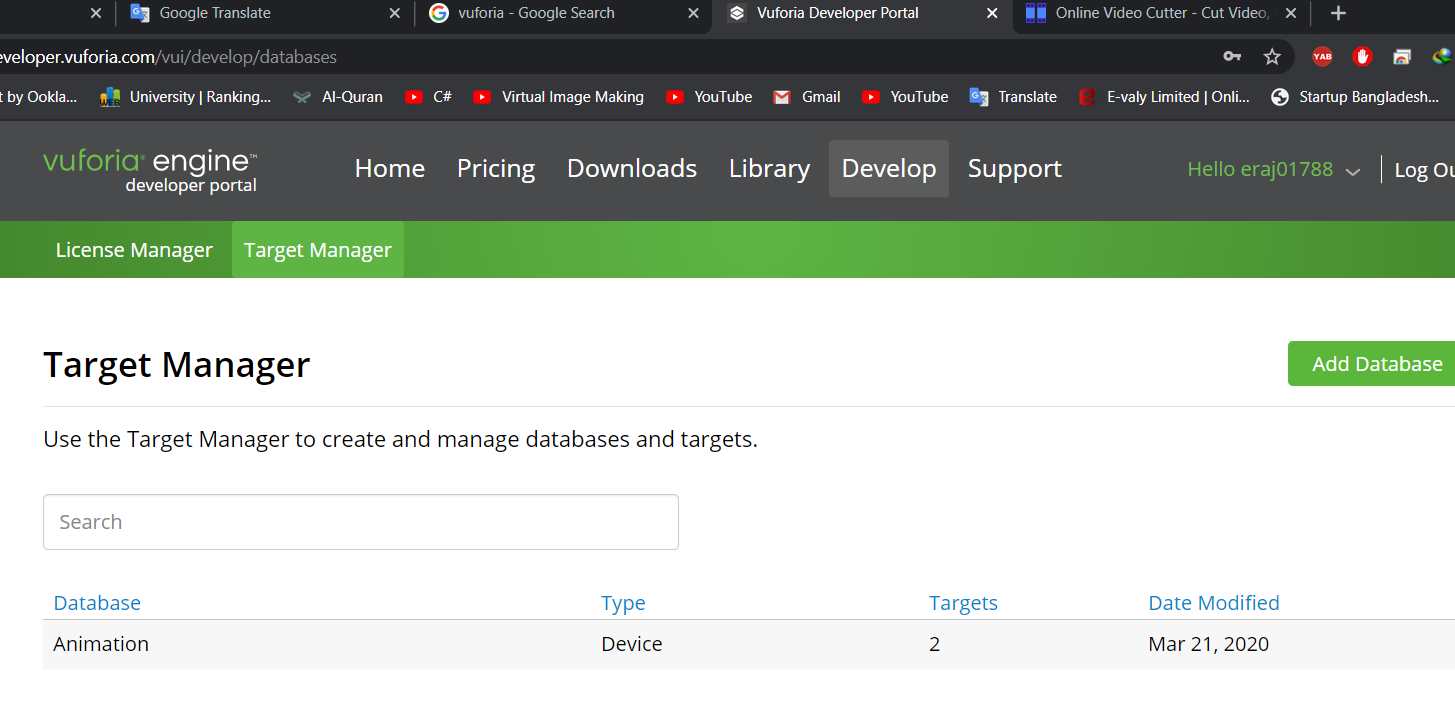 Google Translate vuforia - Google Search Vuforia Developer Portal Online Video Cutter - Cut Video,
eveloper.vuforia.com/vui/develop/databases YAB
t by Ookla... University | Ranking... Al-Quran C# Virtual Image Making YouTube Gmail YouTube Translate E-valy Limited | Onli... Startup Bangladesh...
vuforia® engine™ Home Pricing Downloads Library Develop Support Hello eraj01788 Log Ou
developer portal
License Manager Target Manager
Target Manager Add Database
Use the Target Manager to create and manage databases and targets.
Search
Database Type Targets Date Modified
Animation Device 2 Mar 21, 2020